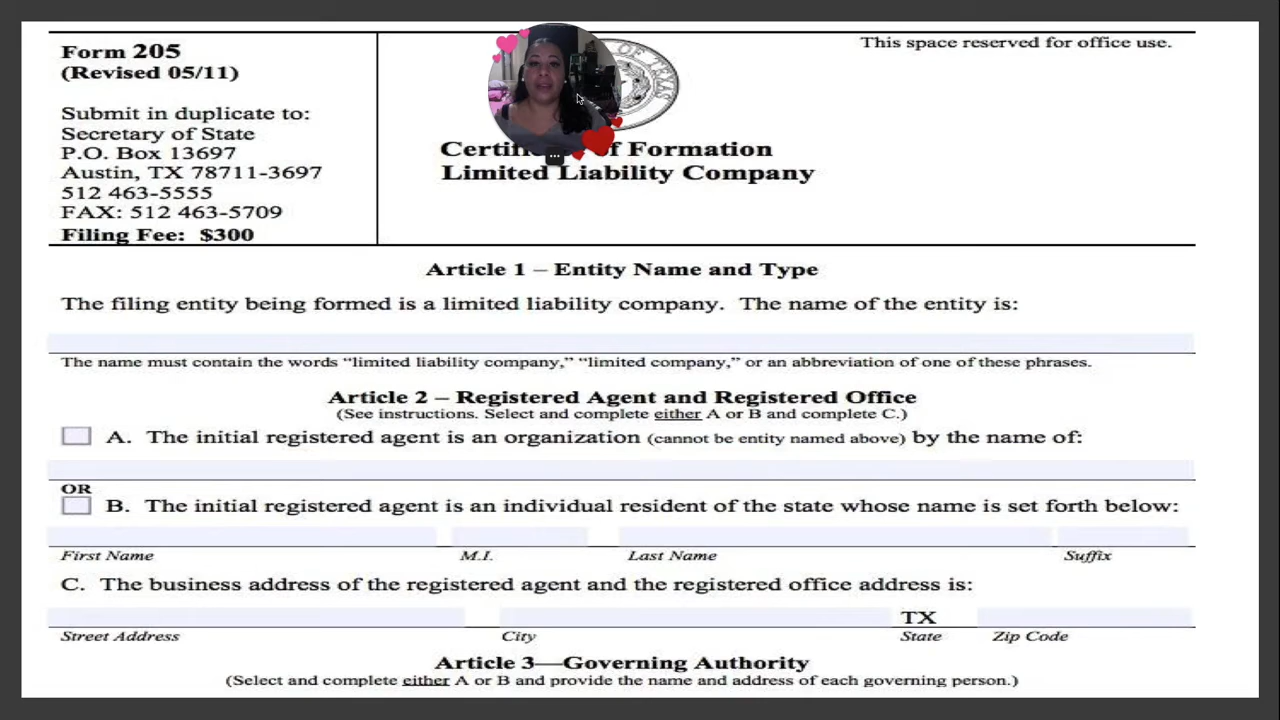 Form 205
(Revised 05/11)
Submit in duplicate to:
Secretary of State
P.O. Box 13697
Austin, TX 78711-3697
512 463-5555
FAX: 512 463-5709
Filing Fee: $300
This space reserved for office use.
OF TEXAS
Formation
Limited Liability Company
Article 1 – Entity Name and Type
The filing entity being formed is a limited liability company. The name of the entity is:
The name must contain the words “limited liability company,” “limited company,” or an abbreviation of one of these phrases.
Article 2 – Registered Agent and Registered Office
(See instructions. Select and complete either A or B and complete C.)
A. The initial registered agent is an organization (cannot be entity named above) by the name of:
OR
B. The initial registered agent is an individual resident of the state whose name is set forth below:
First Name M.I. Last Name Suffix
C. The business address of the registered agent and the registered office address is:
TX
Street Address City State Zip Code
Article 3—Governing Authority
(Select and complete either A or B and provide the name and address of each governing person.)